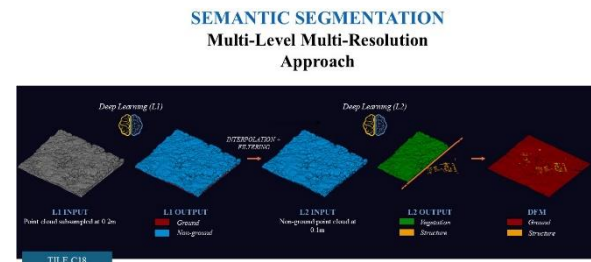 SEMANTIC SEGMENTATION
Multi-Level Multi-Resolution
Approach
Deep Learning (L1)
Deep Learning (L2)
INTERPOLATION +
FILTERING
L1 INPUT
Point cloud subsampled at 0.2m
L1 OUTPUT
Ground
Non-ground
L2 INPUT
Non-ground point cloud at
0.1m
L2 OUTPUT
Vegetation
Structure
DFM
Ground
Structure
TILE C18